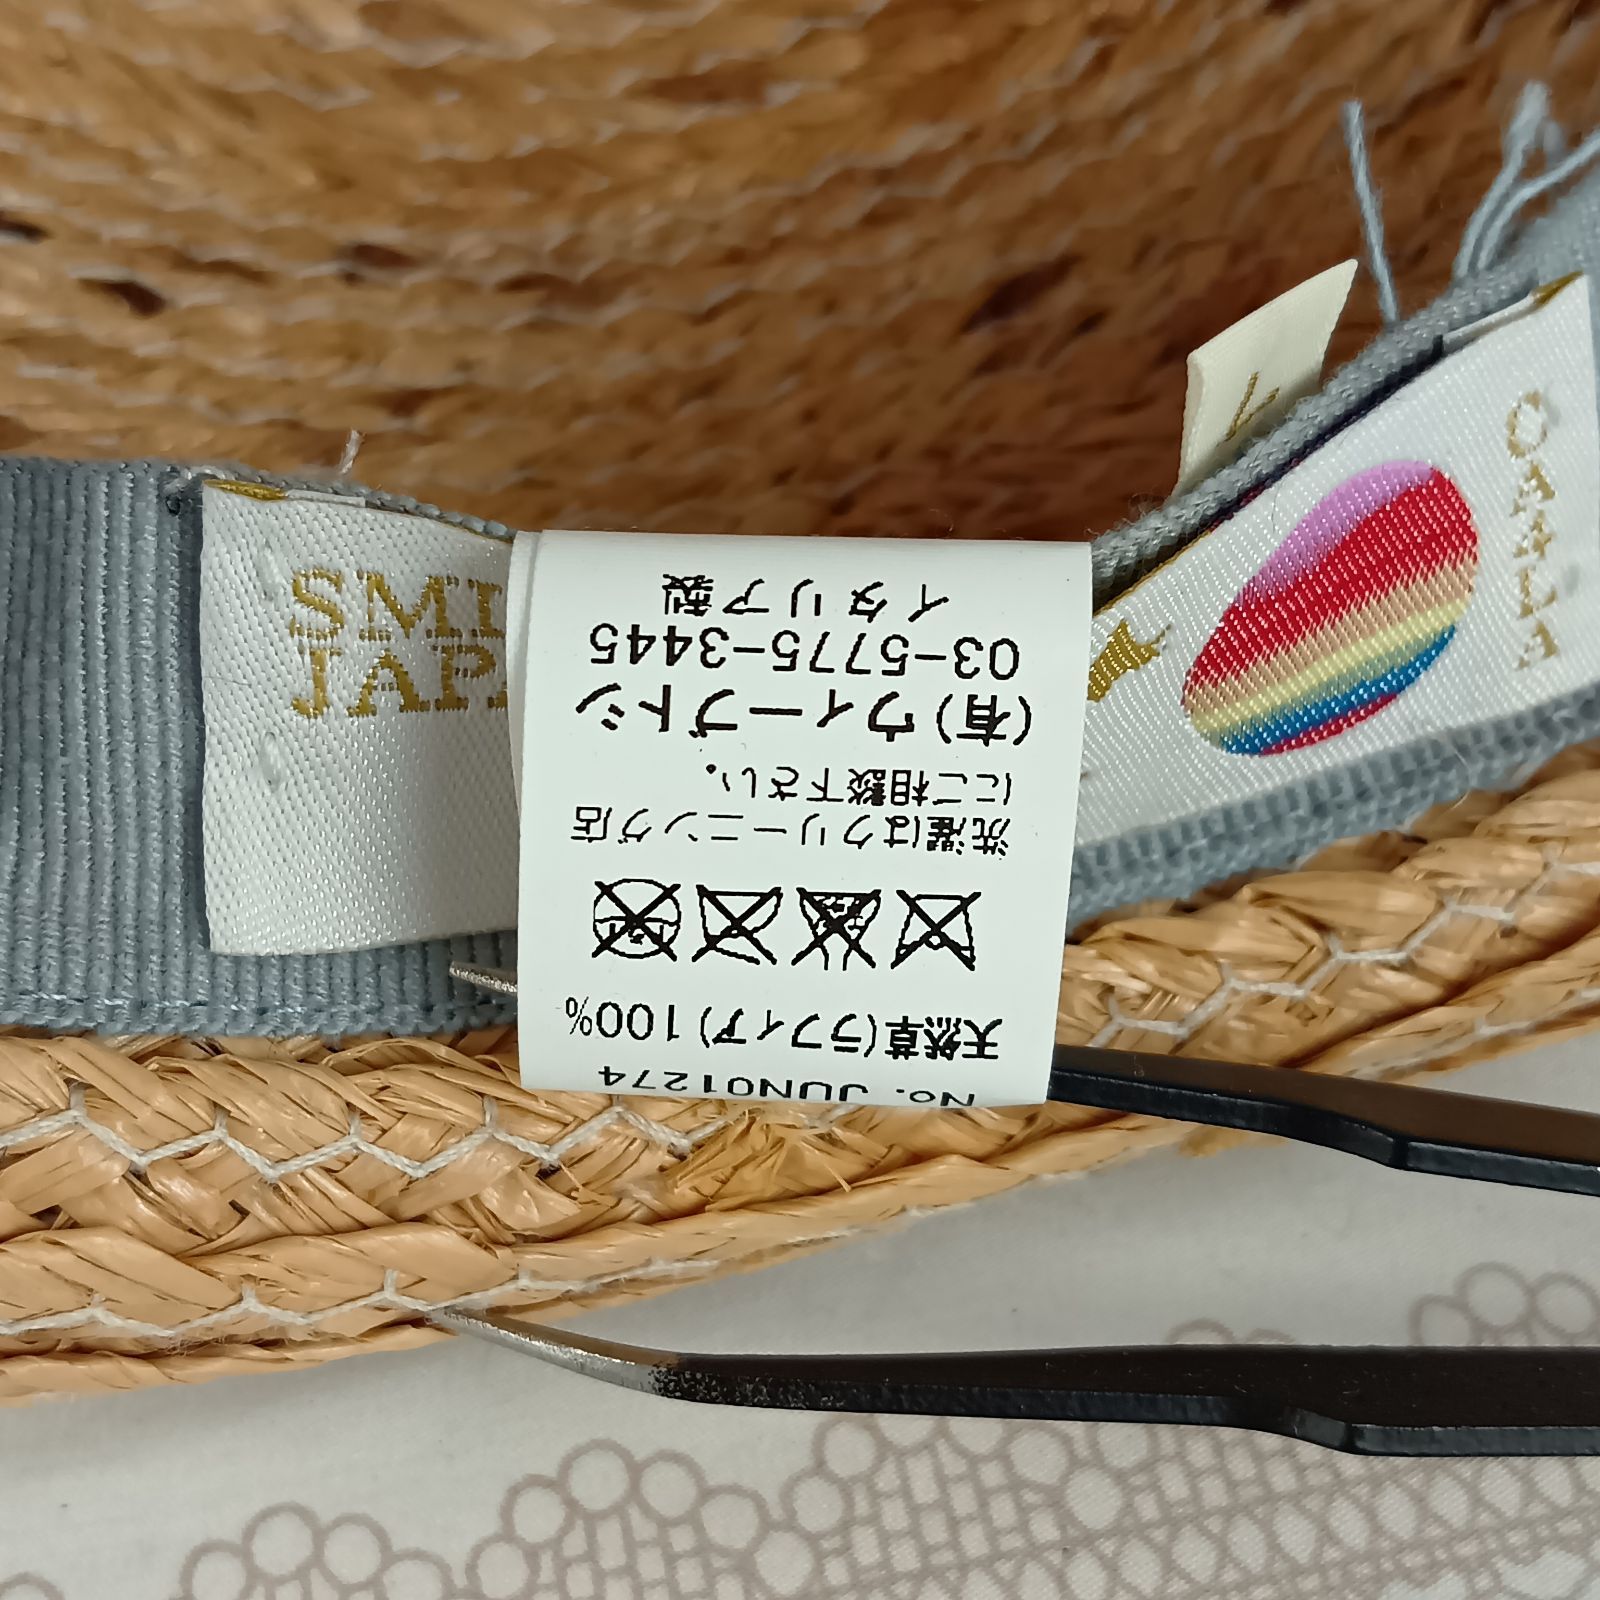 No. JUN01274
天然草(ラフィア)100%
洗濯はクリーニング店
にご相談下さい。
(有)ウィーブトシ
03-5775-3445
イタリア製
JAPA
CA4LA